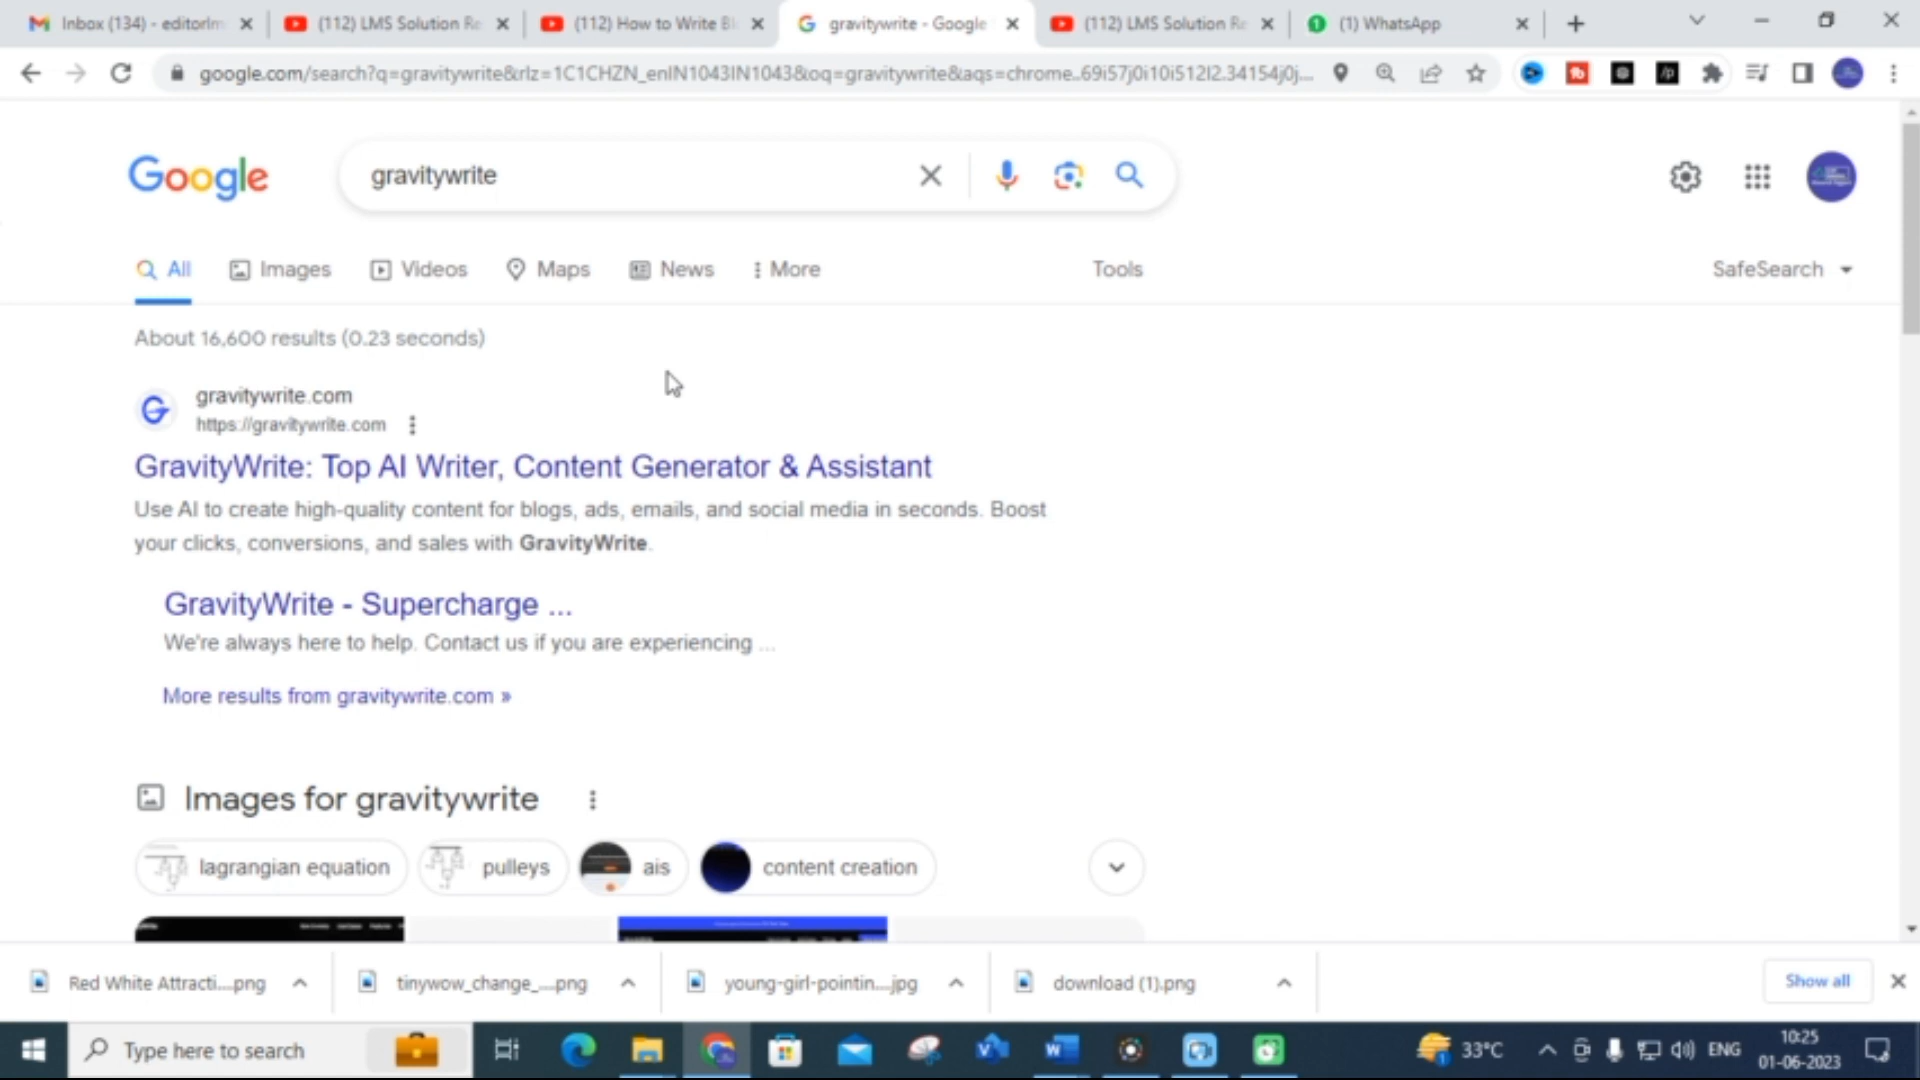 Inbox (134) - editorlm
(112) LMS Solution Re
(112) How to Write Bl
gravitywrite - Google
(112) LMS Solution Re
(1) WhatsApp
google.com/search?q=gravitywrite&rlz=1C1CHZN_enIN1043IN1043&oq=gravitywrite&aqs=chrome..69i57j0i10i512l2.34154j0j...
Google
gravitywrite
All
Images
Videos
Maps
News
More
Tools
SafeSearch
About 16,600 results (0.23 seconds)
gravitywrite.com
https://gravitywrite.com
GravityWrite: Top AI Writer, Content Generator & Assistant
Use AI to create high-quality content for blogs, ads, emails, and social media in seconds. Boost
your clicks, conversions, and sales with GravityWrite.
GravityWrite - Supercharge ...
We're always here to help. Contact us if you are experiencing ...
More results from gravitywrite.com »
Images for gravitywrite
lagrangian equation
pulleys
ais
content creation
Red White Attracti....png
tinywow_change_....png
young-girl-pointin....jpg
download (1).png
Show all
Type here to search
33°C
ENG
10:25
01-06-2023